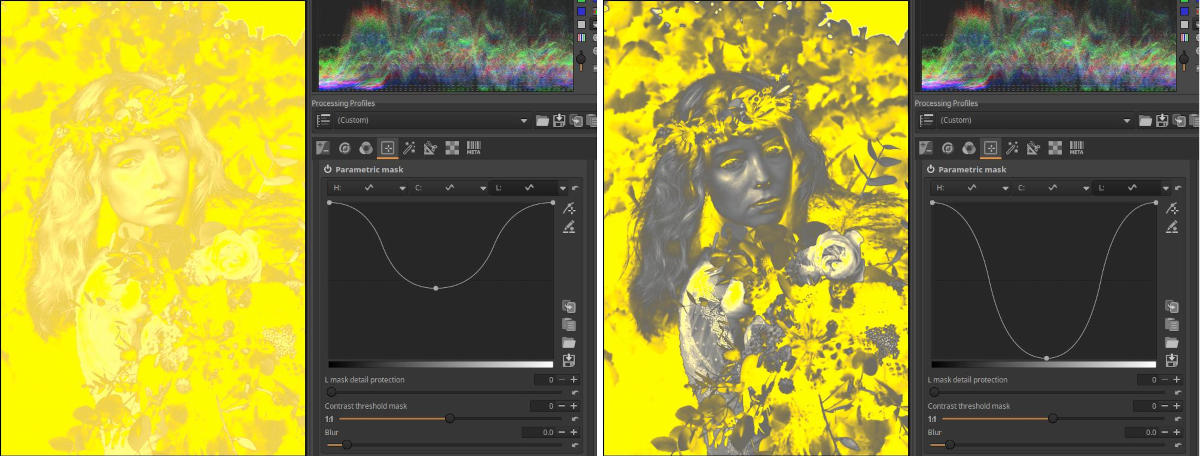 Processing Profiles
(Custom)
META
Parametric mask
H: C: L:
L mask detail protection 0
Contrast threshold mask 0
1:1
Blur 0.0
Processing Profiles
(Custom)
META
Parametric mask
H: C: L:
L mask detail protection 0
Contrast threshold mask 0
1:1
Blur 0.0